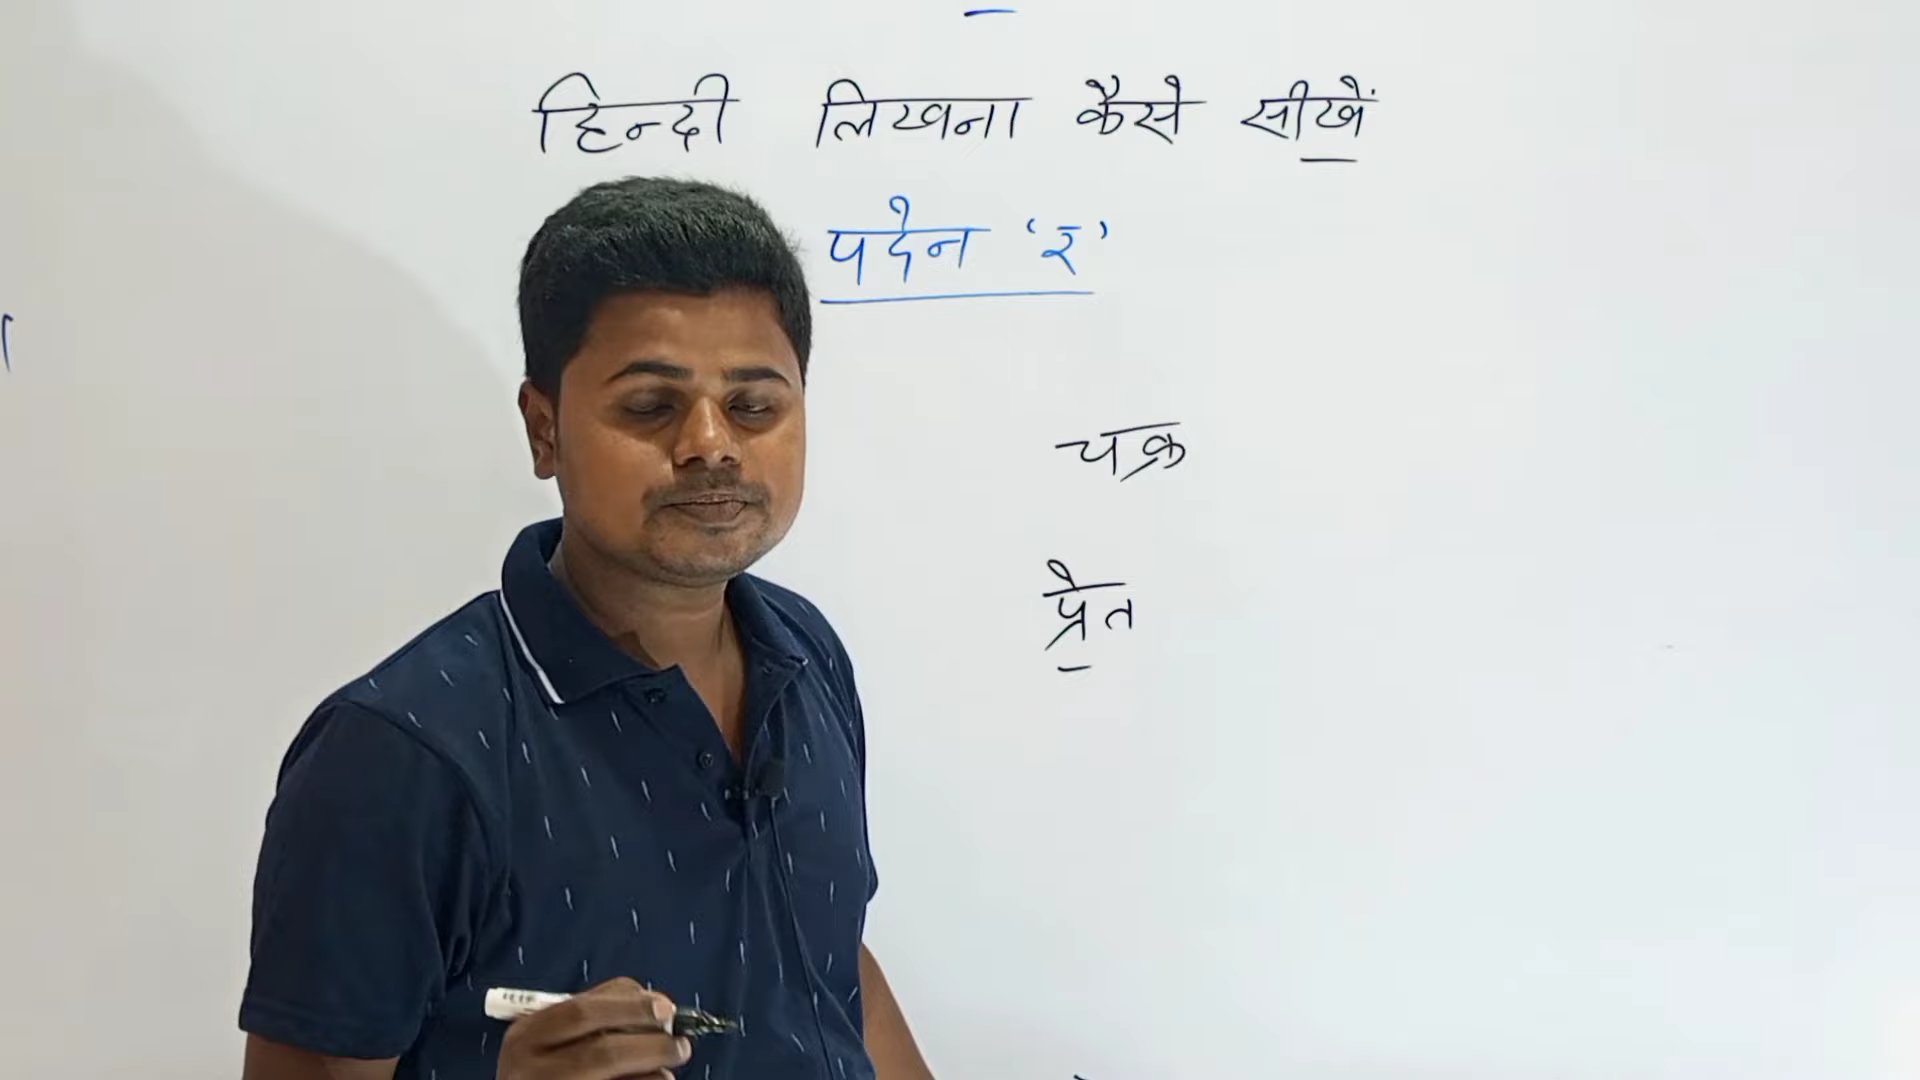 हिन्दी लिखना कैसे सीखें
पदेन ‘र’
चक्र
प्रेत